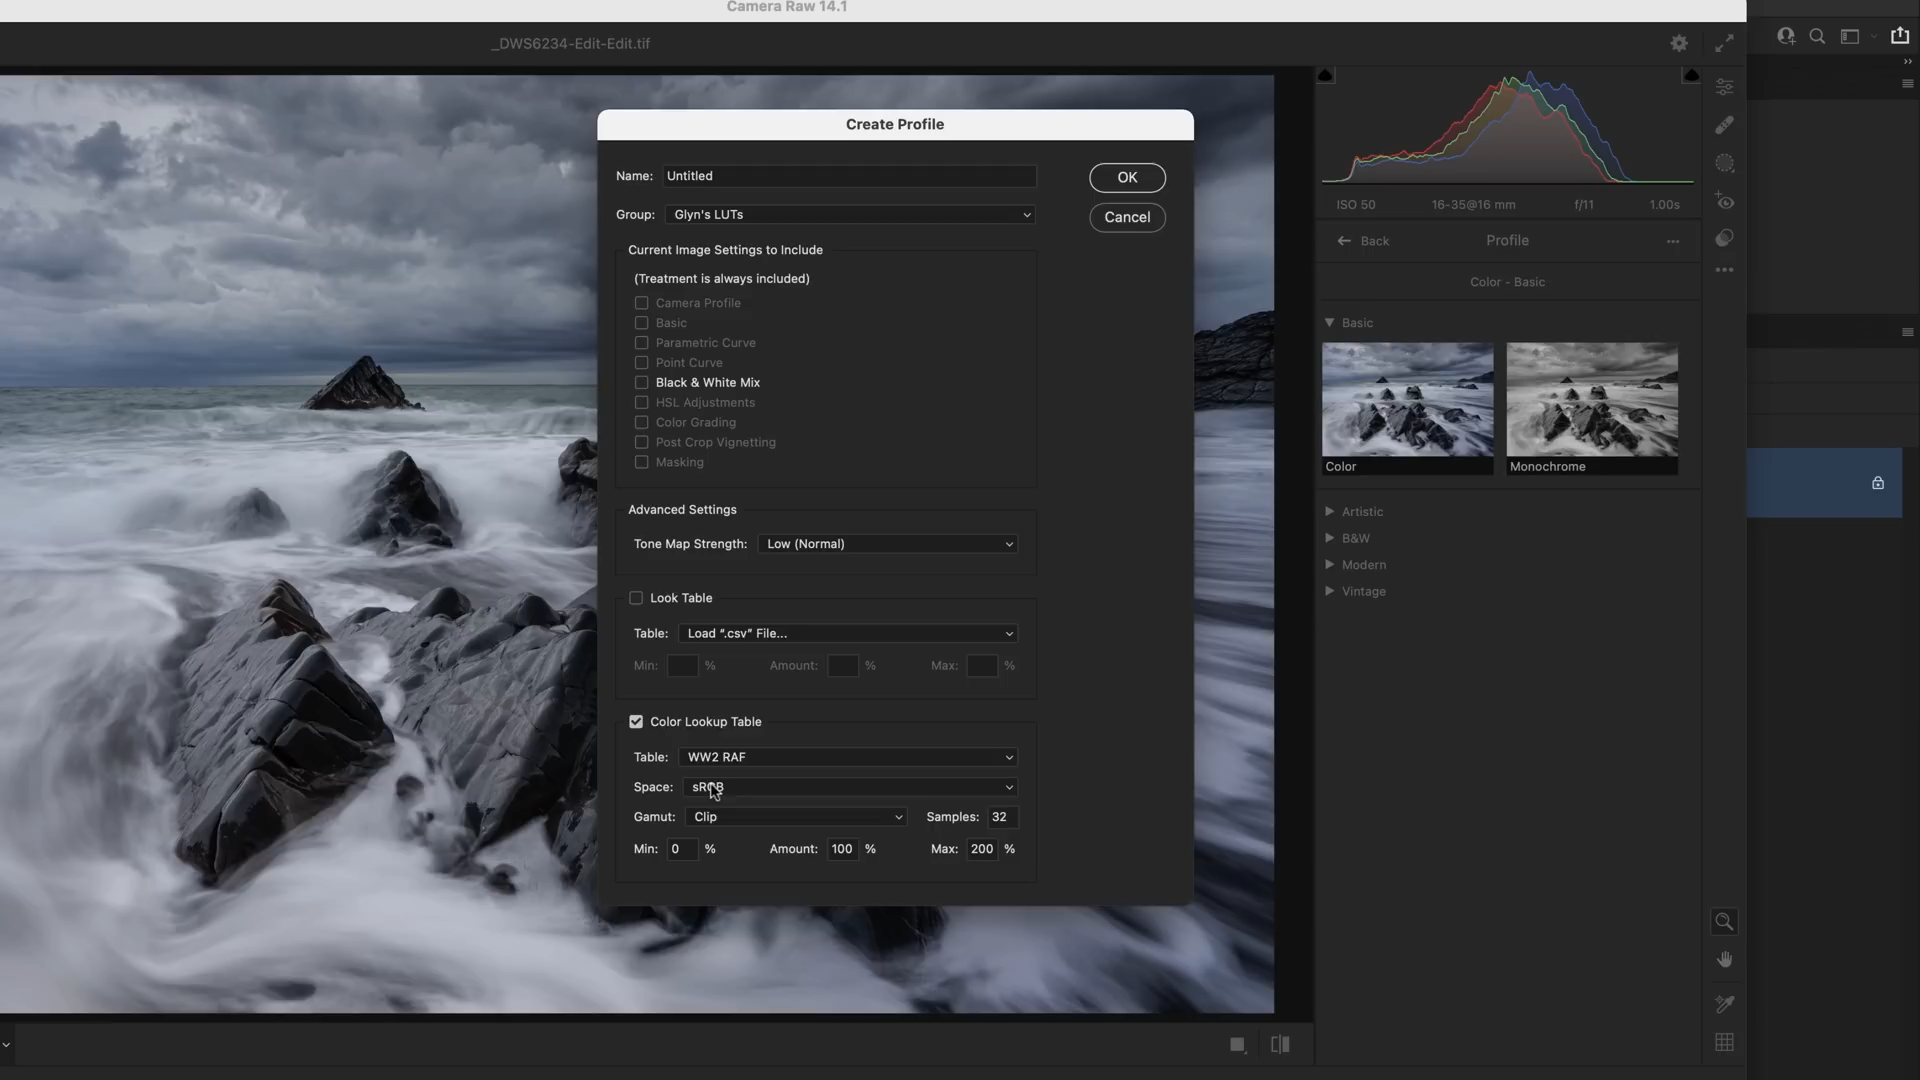 Camera Raw 14.1
_DWS6234-Edit-Edit.tif
Create Profile
Name: Untitled
OK
Group: Glyn's LUTs
Cancel
Current Image Settings to Include
(Treatment is always included)
Camera Profile
Basic
Parametric Curve
Point Curve
Black & White Mix
HSL Adjustments
Color Grading
Post Crop Vignetting
Masking
Advanced Settings
Tone Map Strength: Low (Normal)
Look Table
Table: Load “.csv” File...
Min: % Amount: % Max: %
Color Lookup Table
Table: WW2 RAF
Space: sRGB
Gamut: Clip Samples: 32
Min: 0 % Amount: 100 % Max: 200 %
ISO 50 16-35@16 mm f/11 1.00s
Back Profile
Color - Basic
Basic
Color Monochrome
Artistic
B&W
Modern
Vintage